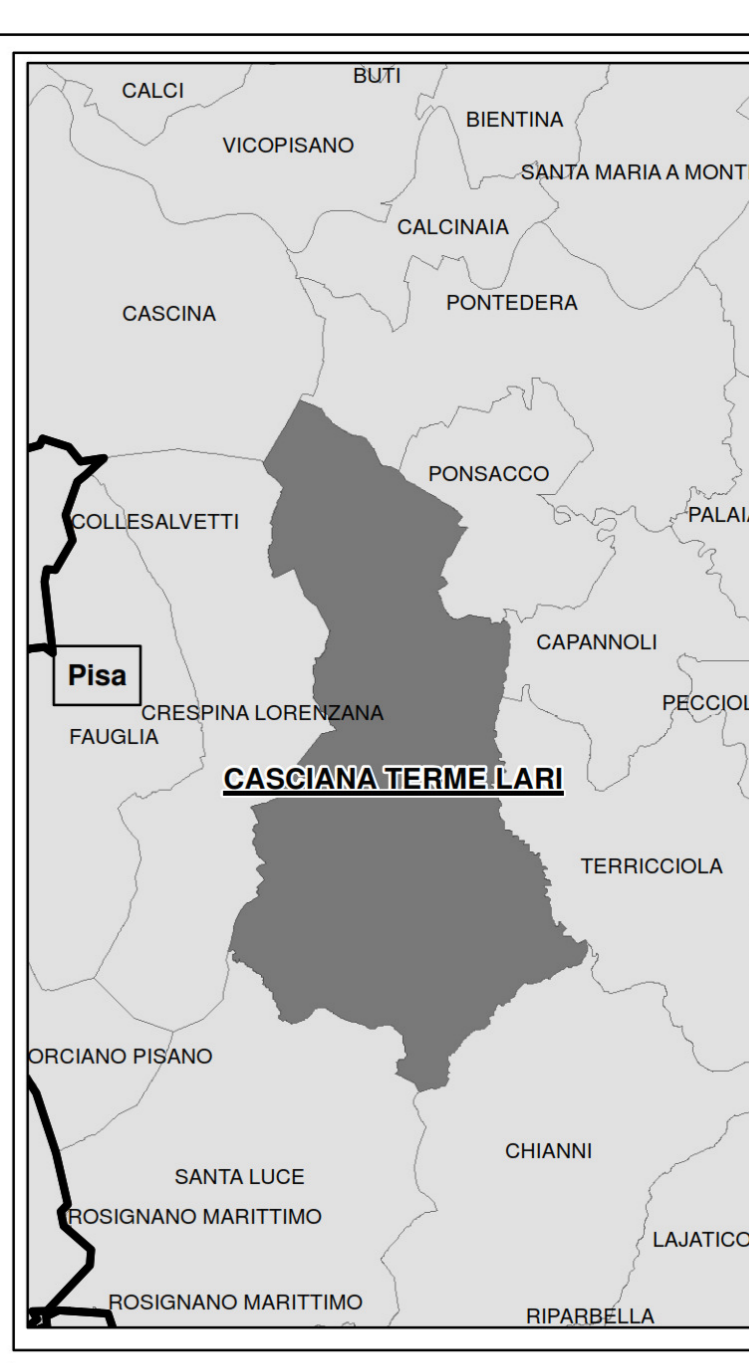 BUTI
CALCI
BIENTINA
VICOPISANO
SANTA MARIA A MONT
CALCINAIA
PONTEDERA
CASCINA
PONSACCO
COLLESALVETTI
PALAIA
CAPANNOLI
Pisa
PECCIOL
CRESPINA LORENZANA
FAUGLIA
CASCIANA TERME LARI
TERRICCIOLA
ORCIANO PISANO
CHIANNI
SANTA LUCE
ROSIGNANO MARITTIMO
LAJATICO
ROSIGNANO MARITTIMO
RIPARBELLA